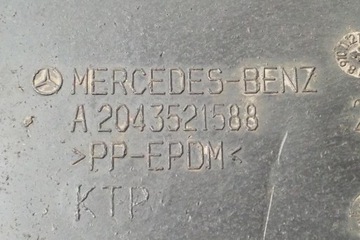 MERCEDES-BENZ
A 2043521588
>PP-EPDM<
KTP